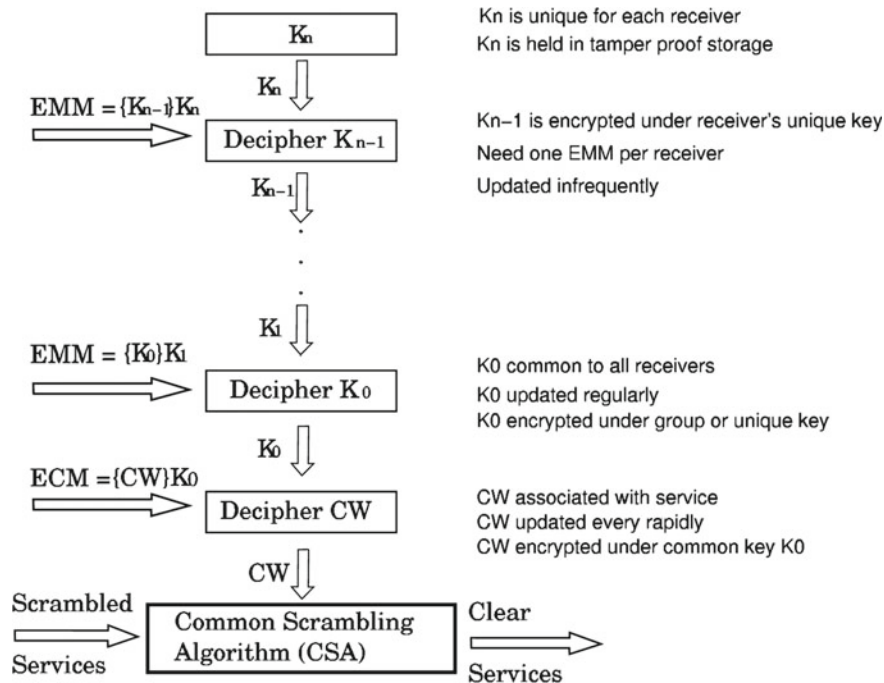 Kn
Kn is unique for each receiver
Kn is held in tamper proof storage
Kn
EMM = {Kn−1}Kn
Decipher Kn−1
Kn−1 is encrypted under receiver's unique key
Need one EMM per receiver
Updated infrequently
Kn−1
.
.
.
K1
EMM = {K0}K1
Decipher K0
K0 common to all receivers
K0 updated regularly
K0 encrypted under group or unique key
K0
ECM = {CW}K0
Decipher CW
CW associated with service
CW updated every rapidly
CW encrypted under common key K0
CW
Scrambled
Services
Common Scrambling
Algorithm (CSA)
Clear
Services